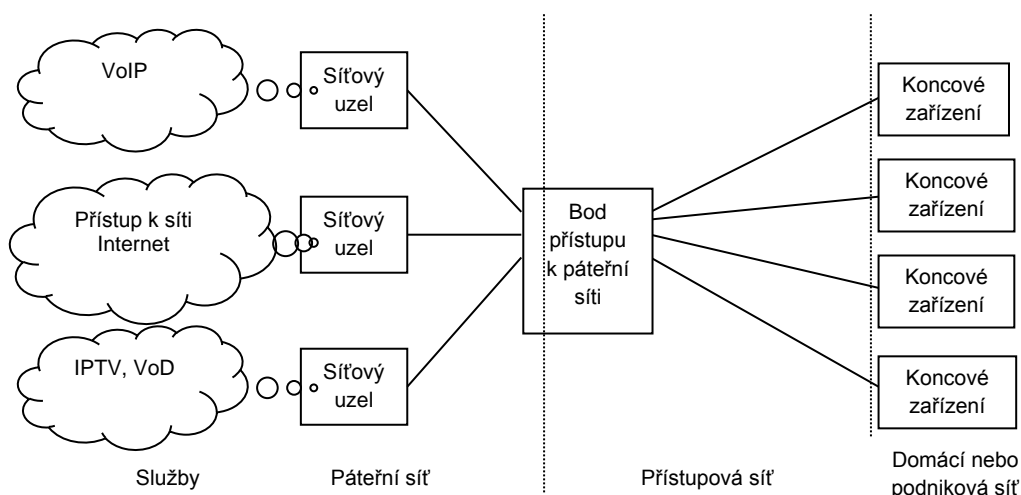 VoIP
Síťový
uzel
Přístup k síti
Internet
Síťový
uzel
IPTV, VoD
Síťový
uzel
Bod
přístupu
k páteřní
síti
Koncové
zařízení
Koncové
zařízení
Koncové
zařízení
Koncové
zařízení
Služby
Páteřní síť
Přístupová síť
Domácí nebo
podniková síť